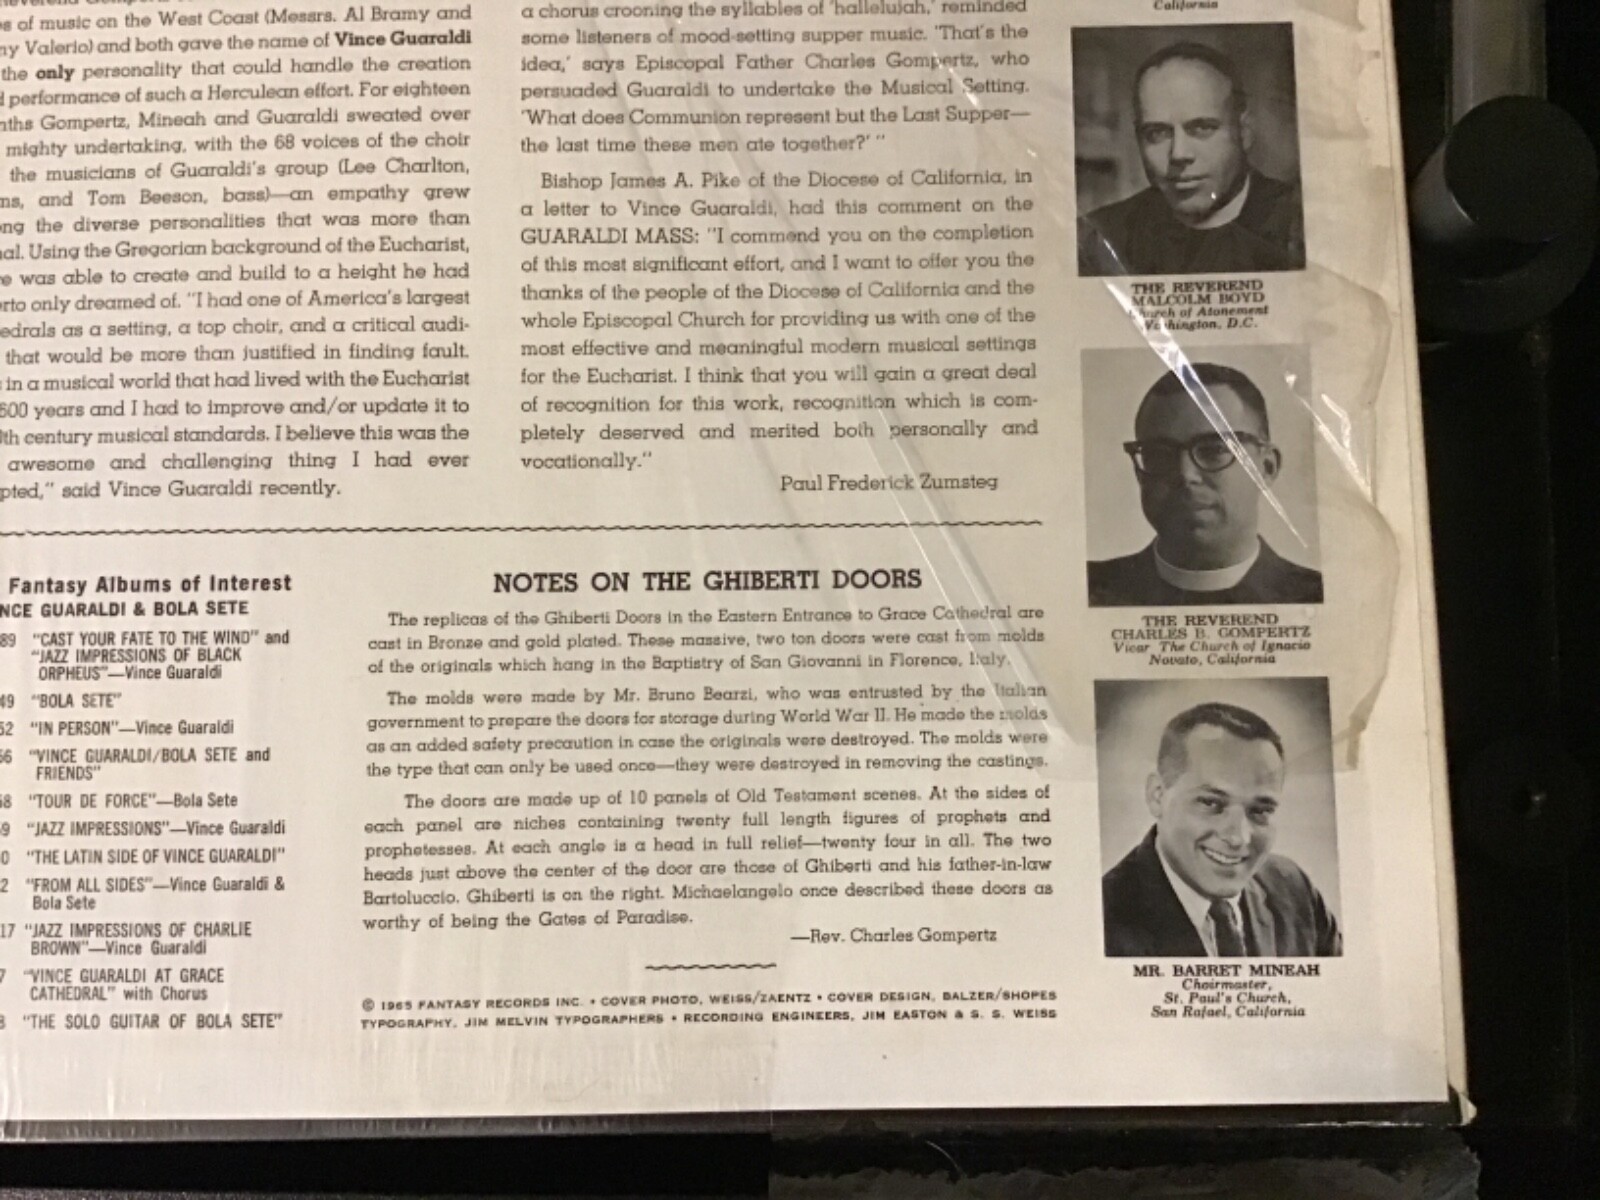 s of music on the West Coast (Messrs. Al Bramy and
Valerio) and both gave the name of Vince Guaraldi
the only personality that could handle the creation
performance of such a Herculean effort. For eighteen
Gompertz, Mineah and Guaraldi sweated over
mighty undertaking, with the 68 voices of the choir
the musicians of Guaraldi's group (Lee Charlton,
ms, and Tom Beeson, bass)—an empathy grew
ng the diverse personalities that was more than
al. Using the Gregorian background of the Eucharist,
e was able to create and build to a height he had
erto only dreamed of. "I had one of America's largest
edrals as a setting, a top choir, and a critical audi-
that would be more than justified in finding fault.
in a musical world that had lived with the Eucharist
600 years and I had to improve and/or update it to
th century musical standards. I believe this was the
awesome and challenging thing I had ever
pted," said Vince Guaraldi recently.
a chorus crooning the syllables of 'hallelujah,' reminded
some listeners of mood-setting supper music. 'That's the
idea,' says Episcopal Father Charles Gompertz, who
persuaded Guaraldi to undertake the Musical Setting.
'What does Communion represent but the Last Supper—
the last time these men ate together?' "
Bishop James A. Pike of the Diocese of California, in
a letter to Vince Guaraldi, had this comment on the
GUARALDI MASS: "I commend you on the completion
of this most significant effort, and I want to offer you the
thanks of the people of the Diocese of California and the
whole Episcopal Church for providing us with one of the
most effective and meaningful modern musical settings
for the Eucharist. I think that you will gain a great deal
of recognition for this work, recognition which is com-
pletely deserved and merited both personally and
vocationally."
Paul Frederick Zumsteg
Fantasy Albums of Interest
NCE GUARALDI & BOLA SETE
89 "CAST YOUR FATE TO THE WIND" and
"JAZZ IMPRESSIONS OF BLACK
ORPHEUS"—Vince Guaraldi
49 "BOLA SETE"
52 "IN PERSON"—Vince Guaraldi
56 "VINCE GUARALDI/BOLA SETE and
FRIENDS"
58 "TOUR DE FORCE"—Bola Sete
9 "JAZZ IMPRESSIONS"—Vince Guaraldi
0 "THE LATIN SIDE OF VINCE GUARALDI"
2 "FROM ALL SIDES"—Vince Guaraldi &
Bola Sete
17 "JAZZ IMPRESSIONS OF CHARLIE
BROWN"—Vince Guaraldi
7 "VINCE GUARALDI AT GRACE
CATHEDRAL" with Chorus
8 "THE SOLO GUITAR OF BOLA SETE"
NOTES ON THE GHIBERTI DOORS
The replicas of the Ghiberti Doors in the Eastern Entrance to Grace Cathedral are
cast in Bronze and gold plated. These massive, two ton doors were cast from molds
of the originals which hang in the Baptistry of San Giovanni in Florence, Italy.
The molds were made by Mr. Bruno Bearzi, who was entrusted by the Italian
government to prepare the doors for storage during World War II. He made the molds
as an added safety precaution in case the originals were destroyed. The molds were
the type that can only be used once—they were destroyed in removing the castings.
The doors are made up of 10 panels of Old Testament scenes. At the sides of
each panel are niches containing twenty full length figures of prophets and
prophetesses. At each angle is a head in full relief—twenty four in all. The two
heads just above the center of the door are those of Ghiberti and his father-in-law
Bartoluccio. Ghiberti is on the right. Michaelangelo once described these doors as
worthy of being the Gates of Paradise.
—Rev. Charles Gompertz
© 1965 FANTASY RECORDS INC. • COVER PHOTO, WEISS/ZAENTZ • COVER DESIGN, BALZER/SHOPES
TYPOGRAPHY, JIM MELVIN TYPOGRAPHERS • RECORDING ENGINEERS, JIM EASTON & S. S. WEISS
California
THE REVEREND
MALCOLM BOYD
Church of Atonement
Washington, D.C.
THE REVEREND
CHARLES B. GOMPERTZ
Vicar The Church of Ignacio
Novato, California
MR. BARRET MINEAH
Choirmaster,
St. Paul's Church,
San Rafael, California